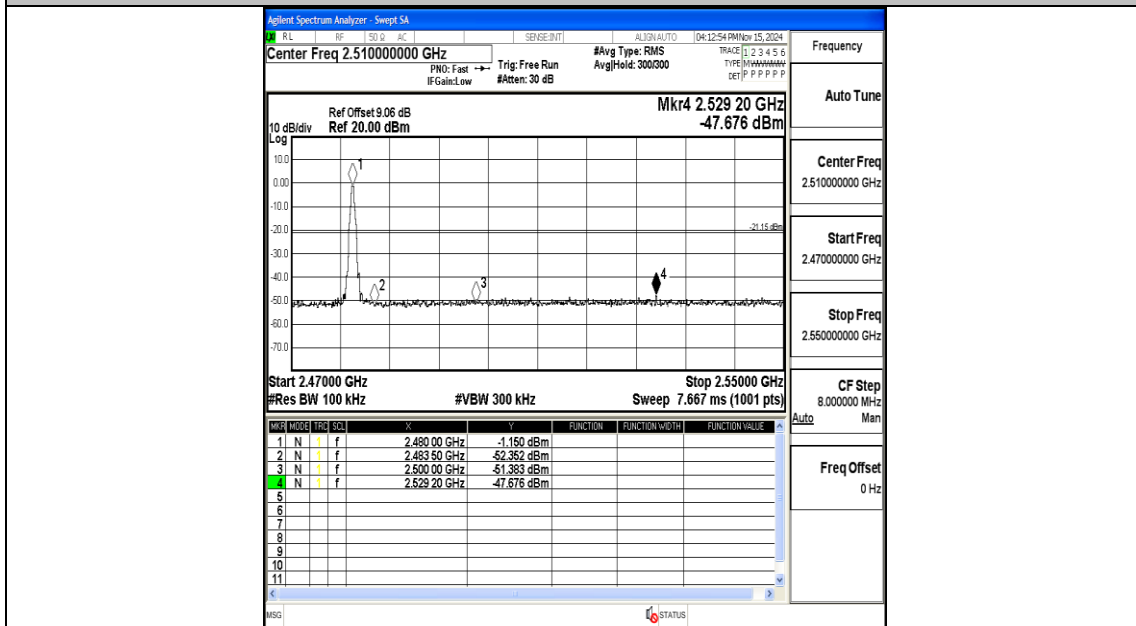 Agilent Spectrum Analyzer - Swept SA
RL RF 50 Ω AC SENSE:INT ALIGN AUTO 04:12:54 PM Nov 15, 2024
Center Freq 2.510000000 GHz
PNO: Fast
IFGain:Low
Trig: Free Run
#Atten: 30 dB
#Avg Type: RMS
Avg|Hold: 300/300
TRACE 1 2 3 4 5 6
TYPE M
DET P P P P P P
Mkr4 2.529 20 GHz
-47.676 dBm
Ref Offset 9.06 dB
Ref 20.00 dBm
10 dB/div
Log
10.0
0.00
-10.0
-20.0
-30.0
-40.0
-50.0
-60.0
-70.0
1
2
3
4
-21.15 dBm
Start 2.47000 GHz Stop 2.55000 GHz
#Res BW 100 kHz #VBW 300 kHz Sweep 7.667 ms (1001 pts)
MKR MODE TRC SCL X Y FUNCTION FUNCTION WIDTH FUNCTION VALUE
1 N 1 f 2.480 00 GHz -1.150 dBm
2 N 1 f 2.483 50 GHz -52.352 dBm
3 N 1 f 2.500 00 GHz -51.383 dBm
4 N 1 f 2.529 20 GHz -47.676 dBm
5
6
7
8
9
10
11
MSG STATUS
Frequency
Auto Tune
Center Freq
2.510000000 GHz
Start Freq
2.470000000 GHz
Stop Freq
2.550000000 GHz
CF Step
8.000000 MHz
Auto Man
Freq Offset
0 Hz